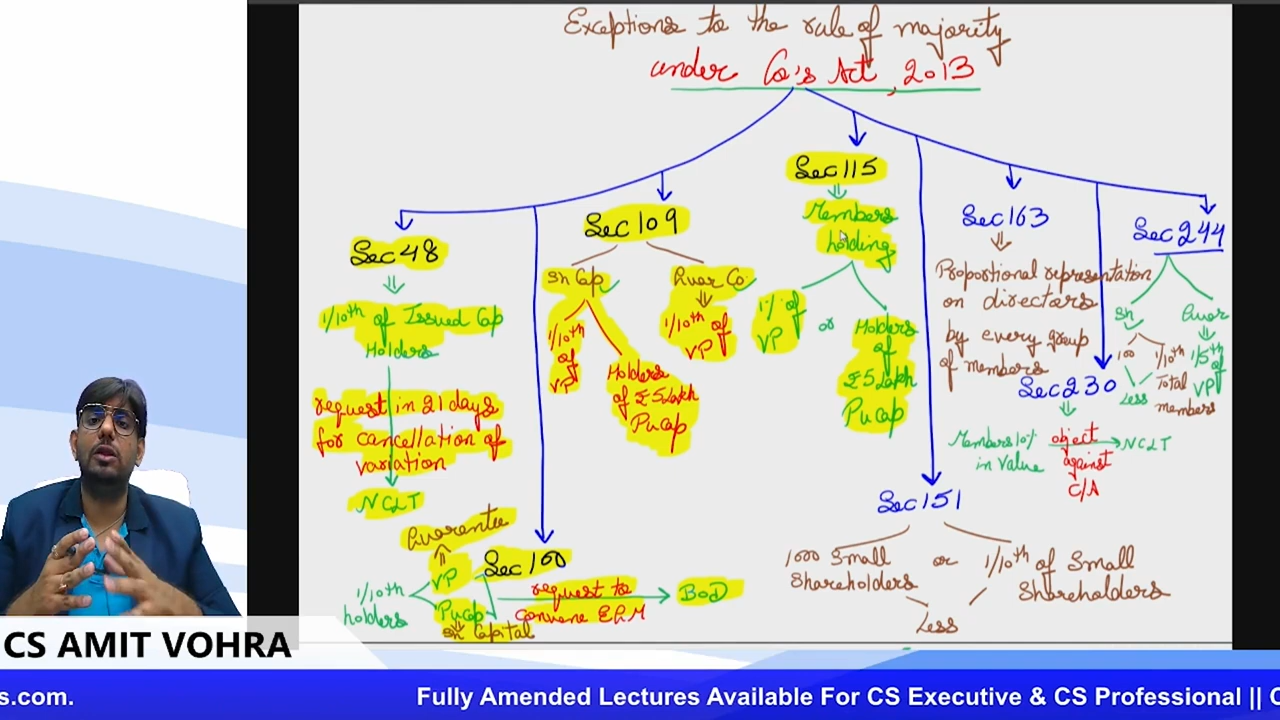 Exceptions to the rule of majority
under Co's Act, 2013
Sec 48
1/10th of Issued Cap
Holders
request in 21 days
for cancellation of
variation
NCLT
Sec 100
Guarantee
VP
1/10th
holders
Pucap
Sh Capital
request to
convene EGM
BoD
Sec 109
Sh Cap
1/10th
of
VP
Holders
of ₹ 5 Lakh
Pucap
Guar Co.
1/10th of
VP
Sec 115
Members
holding
1% of
VP
or
Holders
of
₹ 5 Lakh
Pu cap
Sec 151
1000 Small
Shareholders
or
1/10th of Small
Shareholders
Less
Sec 163
Proportional representation
on directors
by every group
of members
Sec 230
Members 10%
in Value
object
against
C/A
NCLT
Sec 244
Sh
100
1/10th
Total
members
Less
Guar
1/5th
of
VP
CS AMIT VOHRA
s.com.
Fully Amended Lectures Available For CS Executive & CS Professional || C